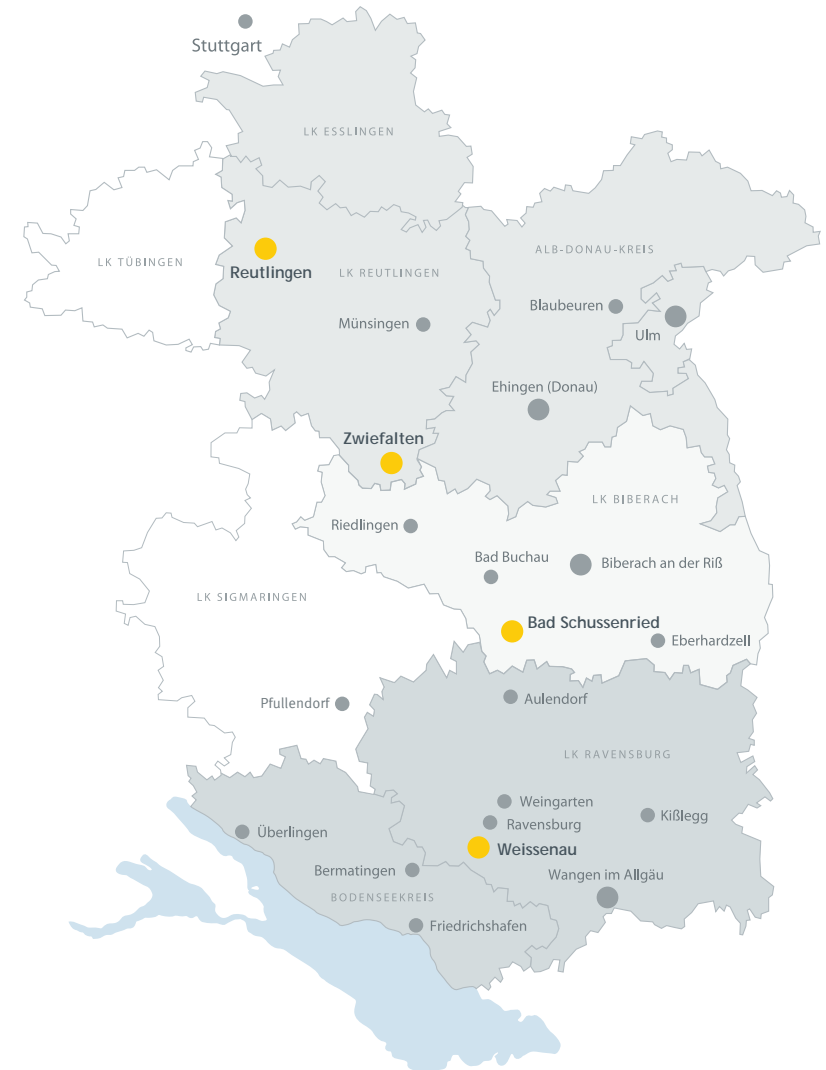 Stuttgart
LK ESSLINGEN
ALB-DONAU-KREIS
LK TÜBINGEN
Reutlingen
LK REUTLINGEN
Blaubeuren
Münsingen
Ulm
Ehingen (Donau)
Zwiefalten
LK BIBERACH
Riedlingen
Bad Buchau
Biberach an der Riß
LK SIGMARINGEN
Bad Schussenried
Eberhardzell
Pfullendorf
Aulendorf
LK RAVENSBURG
Weingarten
Kißlegg
Ravensburg
Überlingen
Weissenau
Bermatingen
Wangen im Allgäu
BODENSEEKREIS
Friedrichshafen